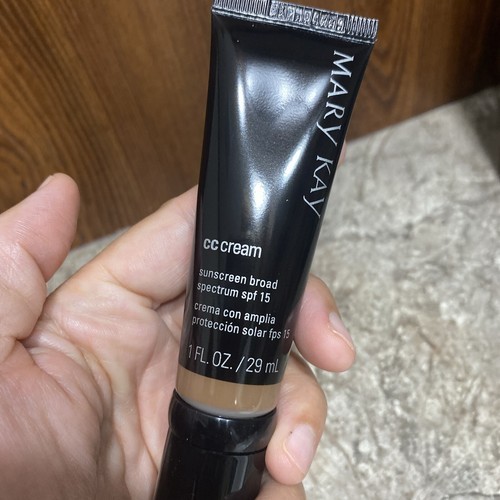 MARY KAY
cc cream
sunscreen broad
spectrum spf 15
crema con amplia
protección solar fps 15
1 FL. OZ. / 29 mL